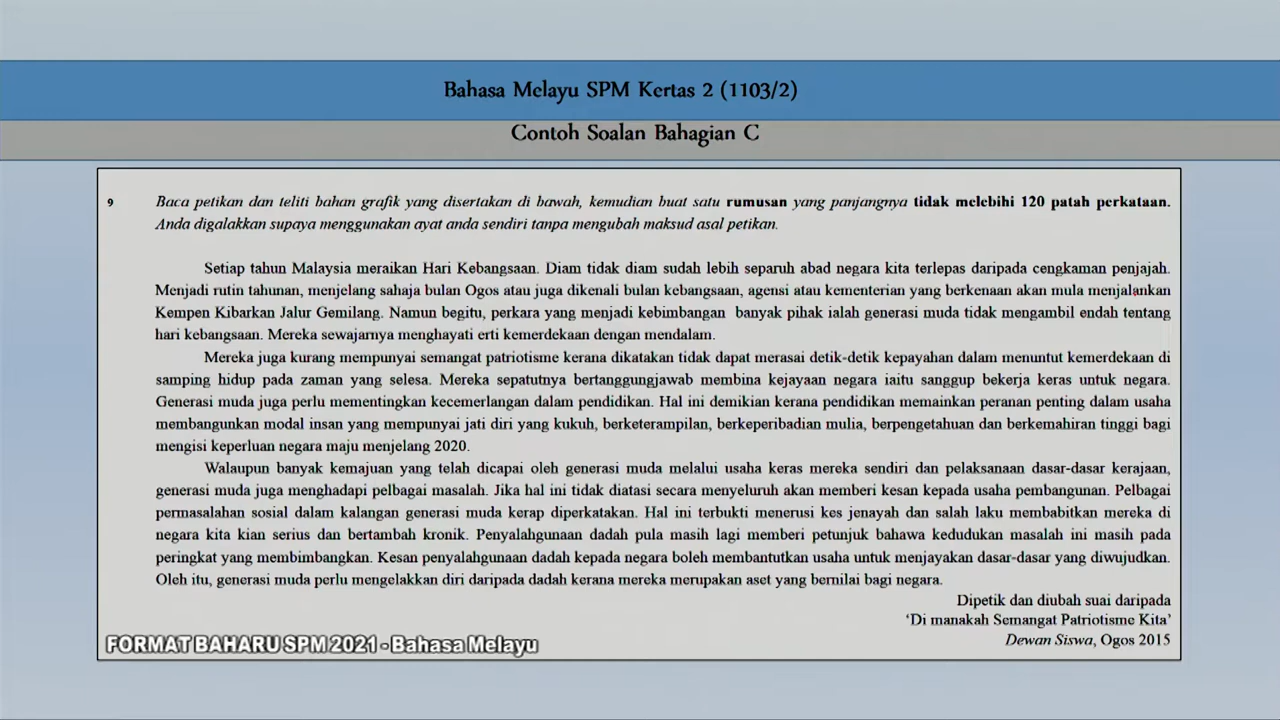 Bahasa Melayu SPM Kertas 2 (1103/2)
Contoh Soalan Bahagian C
9 Baca petikan dan teliti bahan grafik yang disertakan di bawah, kemudian buat satu rumusan yang panjangnya tidak melebihi 120 patah perkataan.
Anda digalakkan supaya menggunakan ayat anda sendiri tanpa mengubah maksud asal petikan.
Setiap tahun Malaysia meraikan Hari Kebangsaan. Diam tidak diam sudah lebih separuh abad negara kita terlepas daripada cengkaman penjajah.
Menjadi rutin tahunan, menjelang sahaja bulan Ogos atau juga dikenali bulan kebangsaan, agensi atau kementerian yang berkenaan akan mula menjalankan
Kempen Kibarkan Jalur Gemilang. Namun begitu, perkara yang menjadi kebimbangan banyak pihak ialah generasi muda tidak mengambil endah tentang
hari kebangsaan. Mereka sewajarnya menghayati erti kemerdekaan dengan mendalam.
Mereka juga kurang mempunyai semangat patriotisme kerana dikatakan tidak dapat merasai detik-detik kepayahan dalam menuntut kemerdekaan di
samping hidup pada zaman yang selesa. Mereka sepatutnya bertanggungjawab membina kejayaan negara iaitu sanggup bekerja keras untuk negara.
Generasi muda juga perlu mementingkan kecemerlangan dalam pendidikan. Hal ini demikian kerana pendidikan memainkan peranan penting dalam usaha
membangunkan modal insan yang mempunyai jati diri yang kukuh, berketerampilan, berkeperibadian mulia, berpengetahuan dan berkemahiran tinggi bagi
mengisi keperluan negara maju menjelang 2020.
Walaupun banyak kemajuan yang telah dicapai oleh generasi muda melalui usaha keras mereka sendiri dan pelaksanaan dasar-dasar kerajaan,
generasi muda juga menghadapi pelbagai masalah. Jika hal ini tidak diatasi secara menyeluruh akan memberi kesan kepada usaha pembangunan. Pelbagai
permasalahan sosial dalam kalangan generasi muda kerap diperkatakan. Hal ini terbukti menerusi kes jenayah dan salah laku membabitkan mereka di
negara kita kian serius dan bertambah kronik. Penyalahgunaan dadah pula masih lagi memberi petunjuk bahawa kedudukan masalah ini masih pada
peringkat yang membimbangkan. Kesan penyalahgunaan dadah kepada negara boleh membantutkan usaha untuk menjayakan dasar-dasar yang diwujudkan.
Oleh itu, generasi muda perlu mengelakkan diri daripada dadah kerana mereka merupakan aset yang bernilai bagi negara.
Dipetik dan diubah suai daripada
‘Di manakah Semangat Patriotisme Kita’
Dewan Siswa, Ogos 2015
FORMAT BAHARU SPM 2021 - Bahasa Melayu